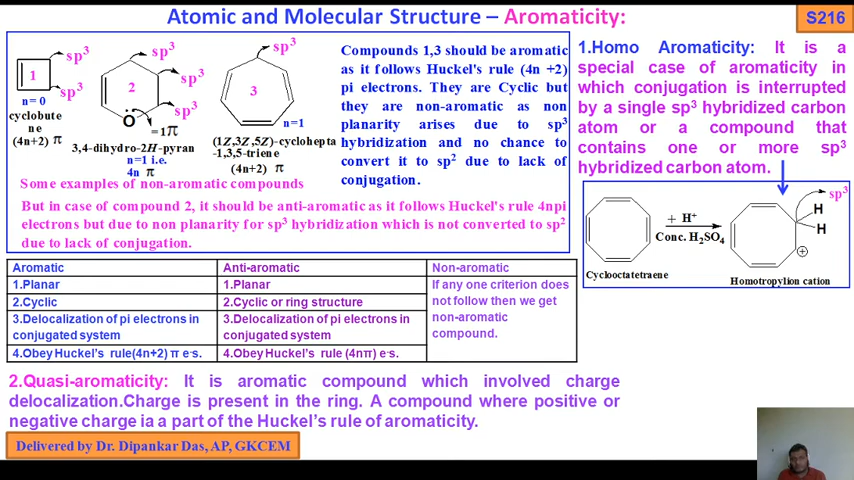 Atomic and Molecular Structure – Aromaticity:
S216
1
sp3
sp3
n= 0
cyclobute
ne
(4n+2) π
2
sp3
sp3
sp3
O
=1π
3,4-dihydro-2H-pyran
n=1 i.e.
4n π
3
sp3
n=1
(1Z,3Z,5Z)-cyclohepta
-1,3,5-triene
(4n+2) π
Some examples of non-aromatic compounds
Compounds 1,3 should be aromatic
as it follows Huckel's rule (4n +2)
pi electrons. They are Cyclic but
they are non-aromatic as non
planarity arises due to sp3
hybridization and no chance to
convert it to sp2 due to lack of
conjugation.
But in case of compound 2, it should be anti-aromatic as it follows Huckel's rule 4npi
electrons but due to non planarity for sp3 hybridization which is not converted to sp2
due to lack of conjugation.
1.Homo Aromaticity: It is a
special case of aromaticity in
which conjugation is interrupted
by a single sp3 hybridized carbon
atom or a compound that
contains one or more sp3
hybridized carbon atom.
Cyclooctatetraene
+ H+
Conc. H2SO4
sp3
H
H
+
Homotropylion cation
Aromatic Anti-aromatic Non-aromatic
1.Planar 1.Planar If any one criterion does
2.Cyclic 2.Cyclic or ring structure not follow then we get
3.Delocalization of pi electrons in 3.Delocalization of pi electrons in non-aromatic
conjugated system conjugated system compound.
4.Obey Huckel's rule(4n+2) π e-s. 4.Obey Huckel's rule (4nπ) e-s.
2.Quasi-aromaticity: It is aromatic compound which involved charge
delocalization.Charge is present in the ring. A compound where positive or
negative charge ia a part of the Huckel's rule of aromaticity.
Delivered by Dr. Dipankar Das, AP, GKCEM